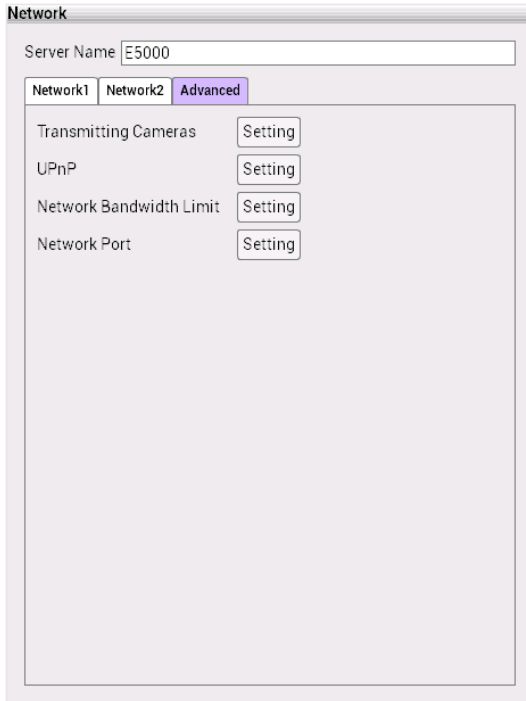 Network
Server Name E5000
Network1 Network2 Advanced
Transmitting Cameras Setting
UPnP Setting
Network Bandwidth Limit Setting
Network Port Setting